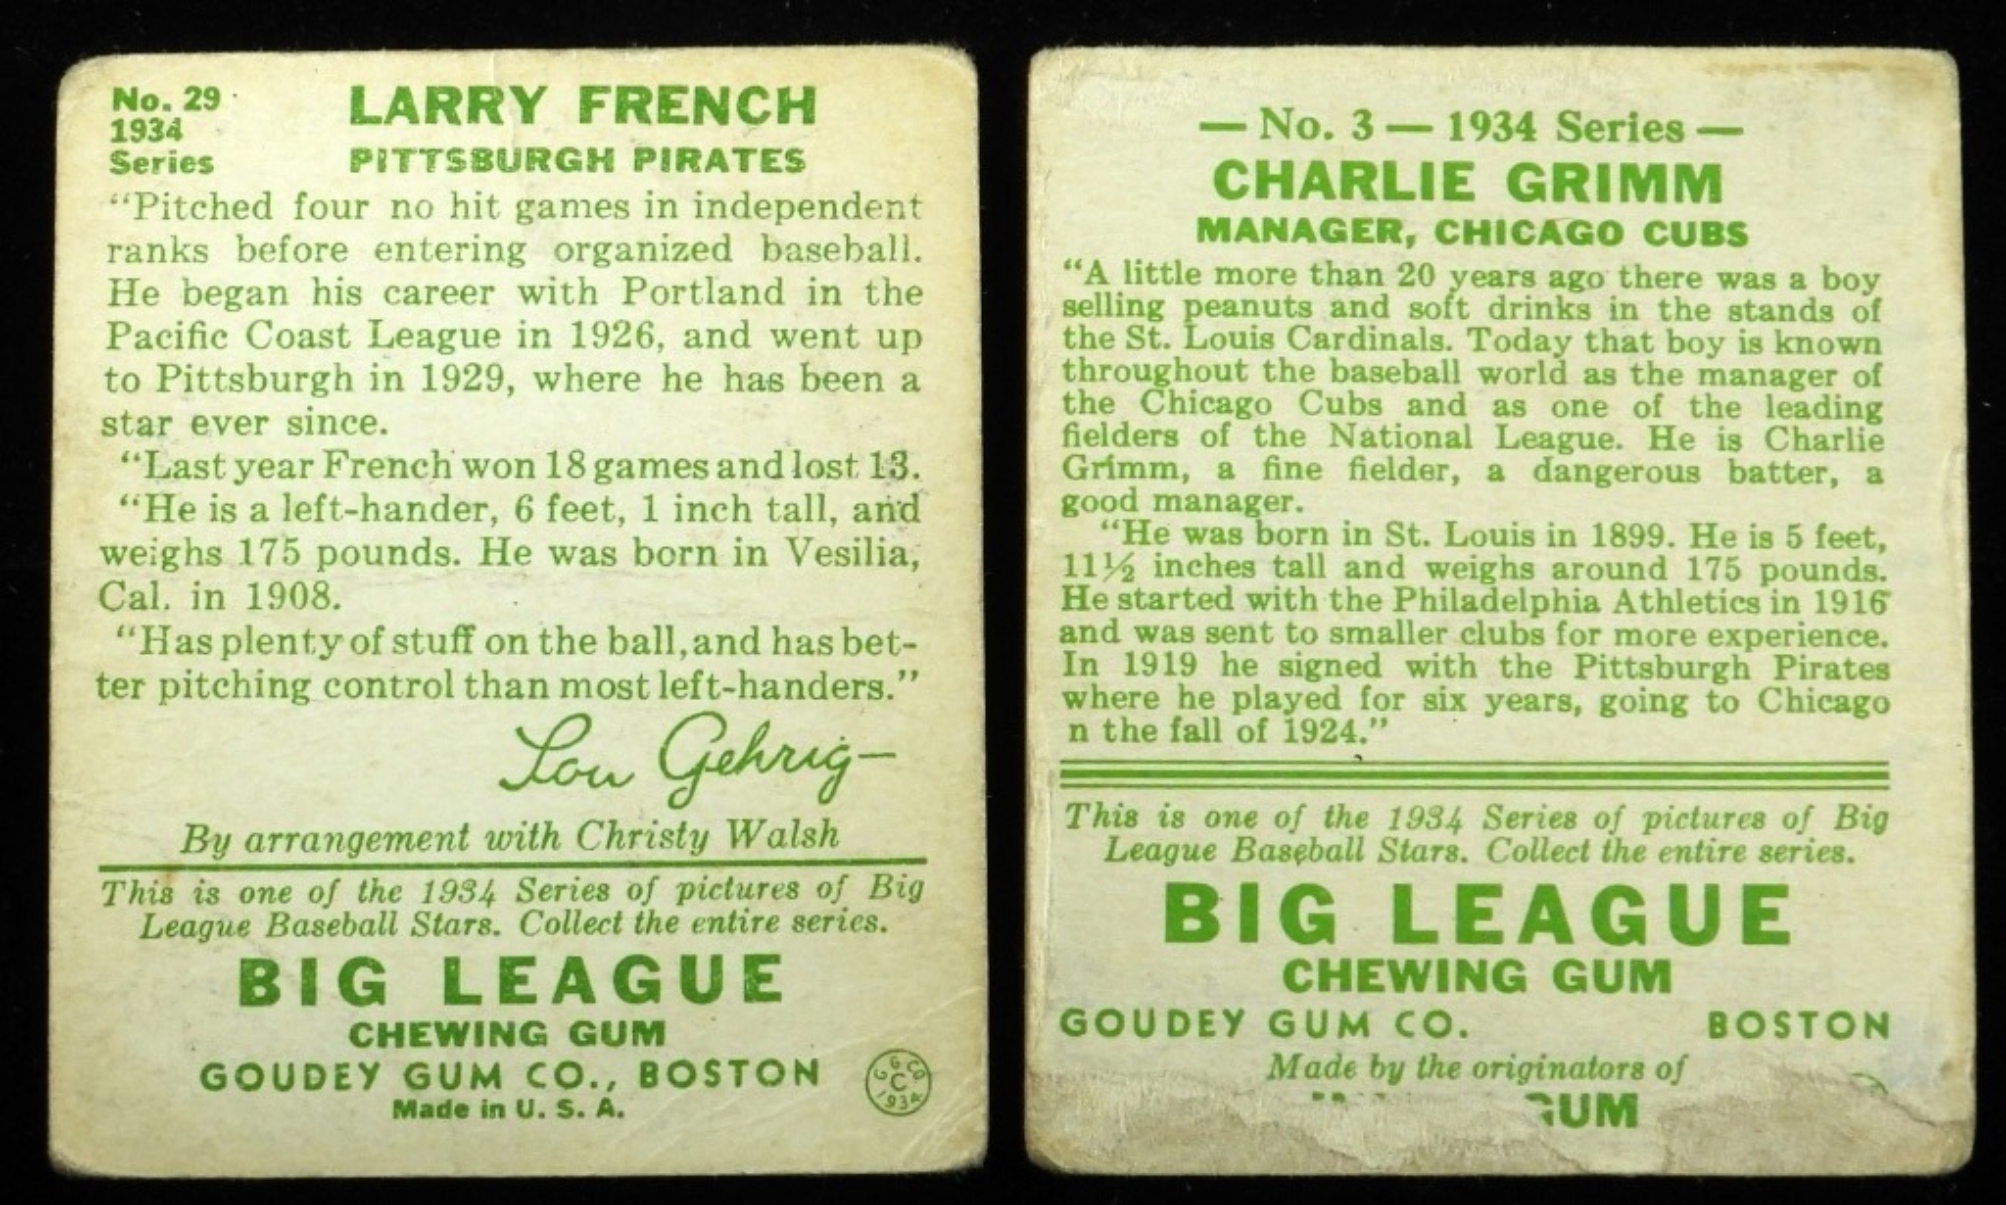 No. 29
1934
Series
LARRY FRENCH
PITTSBURGH PIRATES
“Pitched four no hit games in independent
ranks before entering organized baseball.
He began his career with Portland in the
Pacific Coast League in 1926, and went up
to Pittsburgh in 1929, where he has been a
star ever since.
“Last year French won 18 games and lost 13.
“He is a left-hander, 6 feet, 1 inch tall, and
weighs 175 pounds. He was born in Vesilia,
Cal. in 1908.
“Has plenty of stuff on the ball, and has bet-
ter pitching control than most left-handers.”
Lou Gehrig—
By arrangement with Christy Walsh
This is one of the 1934 Series of pictures of Big
League Baseball Stars. Collect the entire series.
BIG LEAGUE
CHEWING GUM
GOUDEY GUM CO., BOSTON
Made in U. S. A.
G. G. CO.
C
1934
— No. 3 — 1934 Series —
CHARLIE GRIMM
MANAGER, CHICAGO CUBS
“A little more than 20 years ago there was a boy
selling peanuts and soft drinks in the stands of
the St. Louis Cardinals. Today that boy is known
throughout the baseball world as the manager of
the Chicago Cubs and as one of the leading
fielders of the National League. He is Charlie
Grimm, a fine fielder, a dangerous batter, a
good manager.
“He was born in St. Louis in 1899. He is 5 feet,
11½ inches tall and weighs around 175 pounds.
He started with the Philadelphia Athletics in 1916
and was sent to smaller clubs for more experience.
In 1919 he signed with the Pittsburgh Pirates
where he played for six years, going to Chicago
n the fall of 1924.”
This is one of the 1934 Series of pictures of Big
League Baseball Stars. Collect the entire series.
BIG LEAGUE
CHEWING GUM
GOUDEY GUM CO. BOSTON
Made by the originators of
GUM